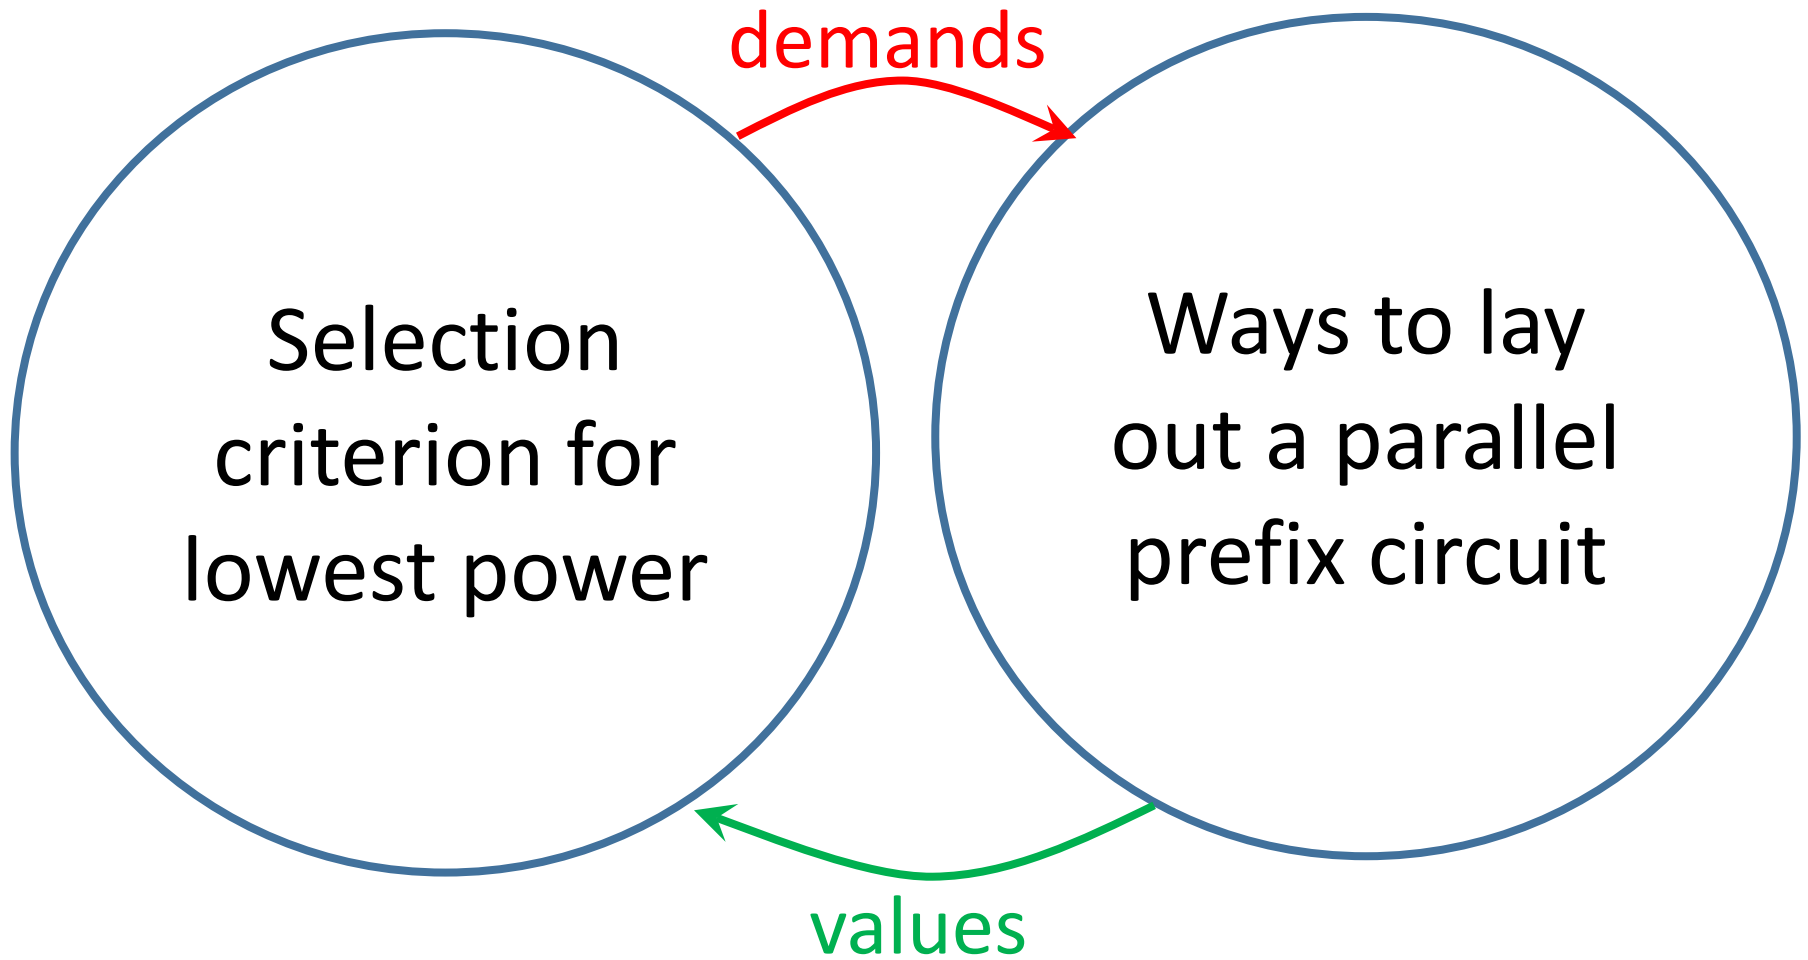 demands
Selection
criterion for
lowest power
Ways to lay
out a parallel
prefix circuit
values